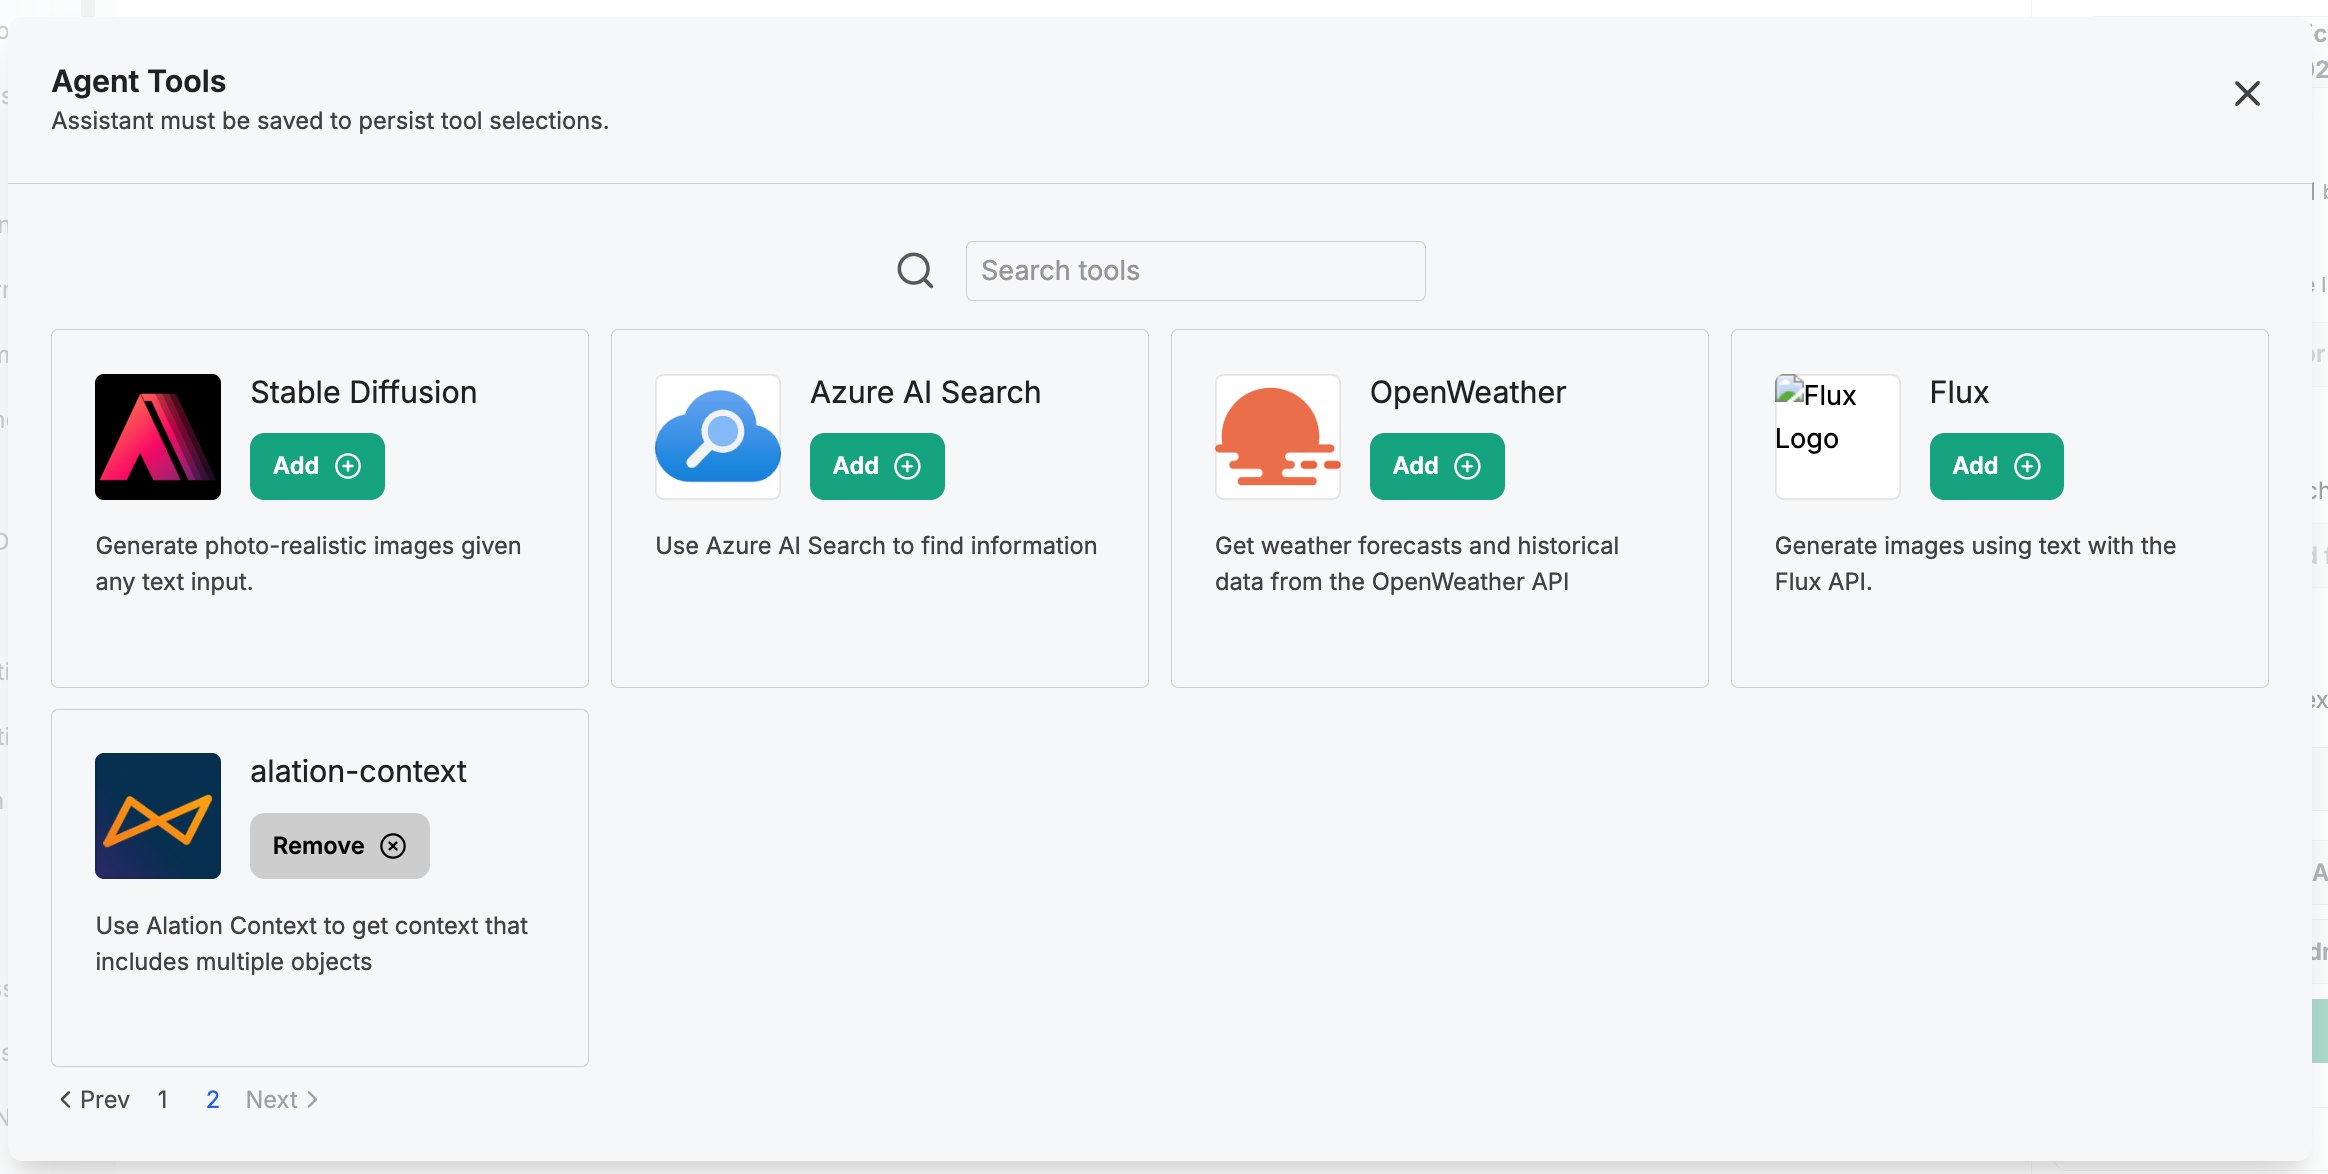 Agent Tools
Assistant must be saved to persist tool selections.
Search tools
Stable Diffusion
Add
Generate photo-realistic images given
any text input.
Azure AI Search
Add
Use Azure AI Search to find information
OpenWeather
Add
Get weather forecasts and historical
data from the OpenWeather API
Flux
Logo
Flux
Add
Generate images using text with the
Flux API.
alation-context
Remove
Use Alation Context to get context that
includes multiple objects
Prev 1 2 Next